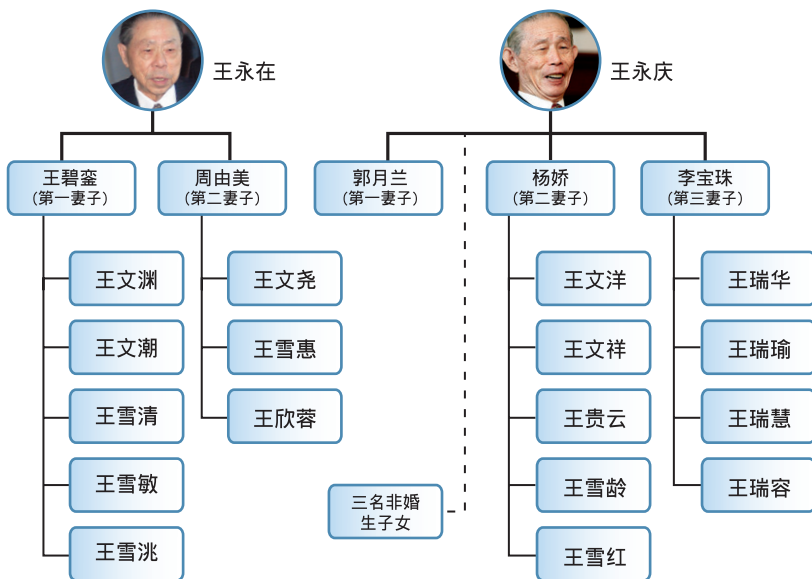 王永在
王永庆
王碧銮
(第一妻子)
周由美
(第二妻子)
郭月兰
(第一妻子)
杨娇
(第二妻子)
李宝珠
(第三妻子)
王文渊
王文潮
王雪清
王雪敏
王雪洮
王文尧
王雪惠
王欣蓉
三名非婚
生子女
王文洋
王文祥
王贵云
王雪龄
王雪红
王瑞华
王瑞瑜
王瑞慧
王瑞容